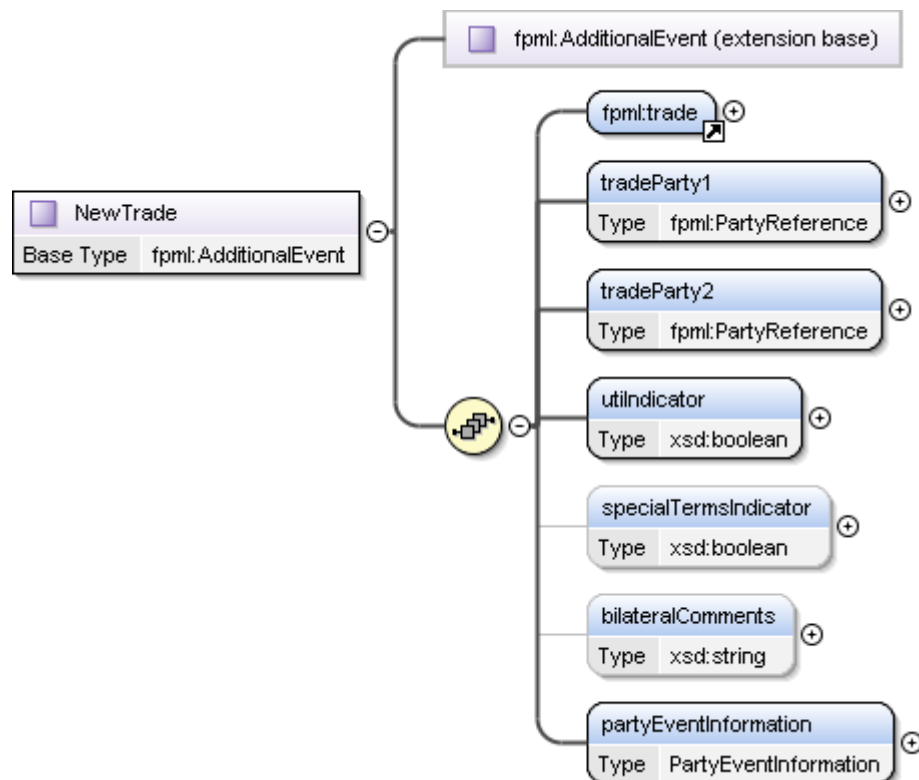 fpml:AdditionalEvent (extension base)
fpml:trade
tradeParty1
Type fpml:PartyReference
NewTrade
Base Type fpml:AdditionalEvent
tradeParty2
Type fpml:PartyReference
utiIndicator
Type xsd:boolean
specialTermsIndicator
Type xsd:boolean
bilateralComments
Type xsd:string
partyEventInformation
Type PartyEventInformation